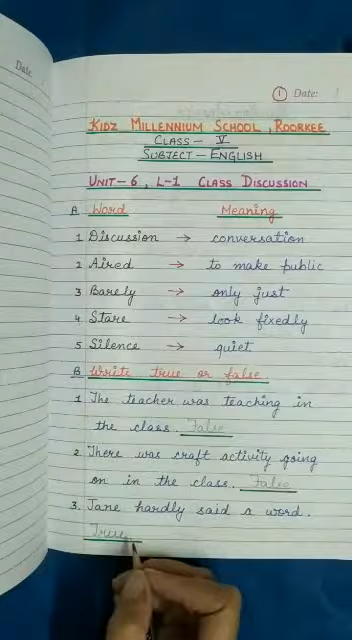 Date
① Date:
KIDZ MILLENNIUM SCHOOL, ROORKEE
CLASS - V
SUBJECT - ENGLISH
UNIT-6, L-1 CLASS DISCUSSION
A. Word Meaning
1 Discussion → conversation
2 Aired → to make public
3 Barely → only just
4 Stare → look fixedly
5 Silence → quiet
B Write true or false.
1 The teacher was teaching in
the class. False
2. There was craft activity going
on in the class. False
3. Jane hardly said a word.
True